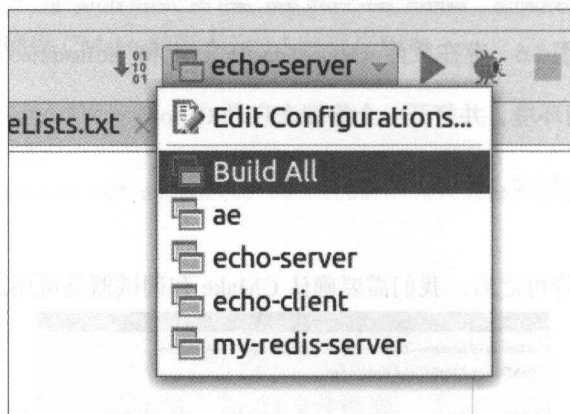 echo-server
eLists.txt
Edit Configurations...
Build All
ae
echo-server
echo-client
my-redis-server